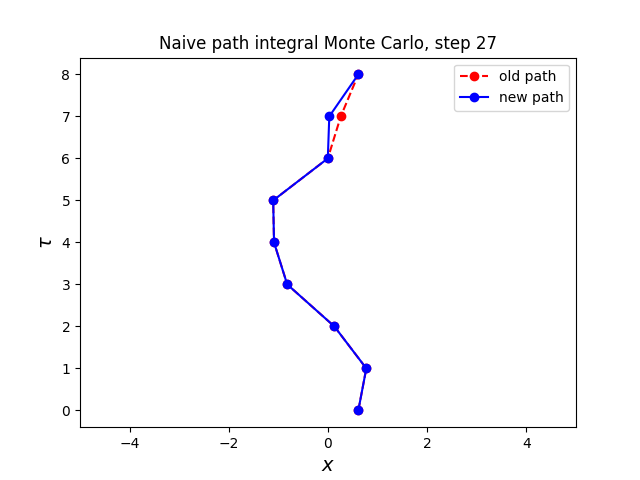 Naive path integral Monte Carlo, step 27
old path
new path
8
7
6
5
4
3
2
1
0
τ
−4
−2
0
2
4
x